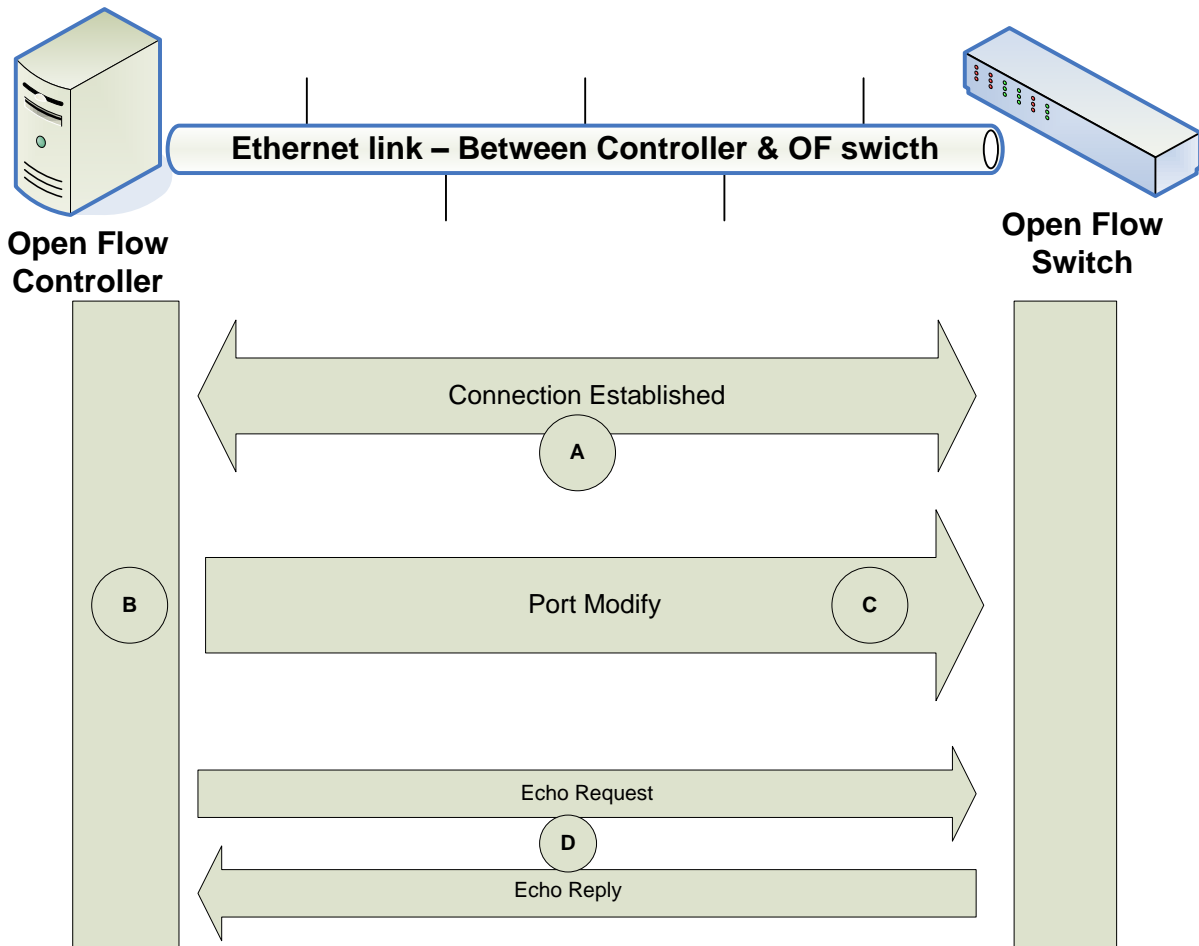 Ethernet link – Between Controller & OF swicth
Open Flow
Controller
Open Flow
Switch
Connection Established
A
B
Port Modify
C
Echo Request
D
Echo Reply